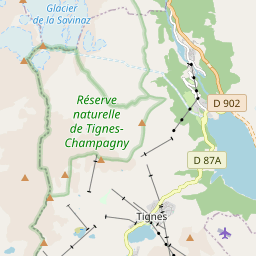 Glacier
de la Savinaz
Réserve
naturelle
de Tignes-
Champagny
D 902
D 87A
Tignes